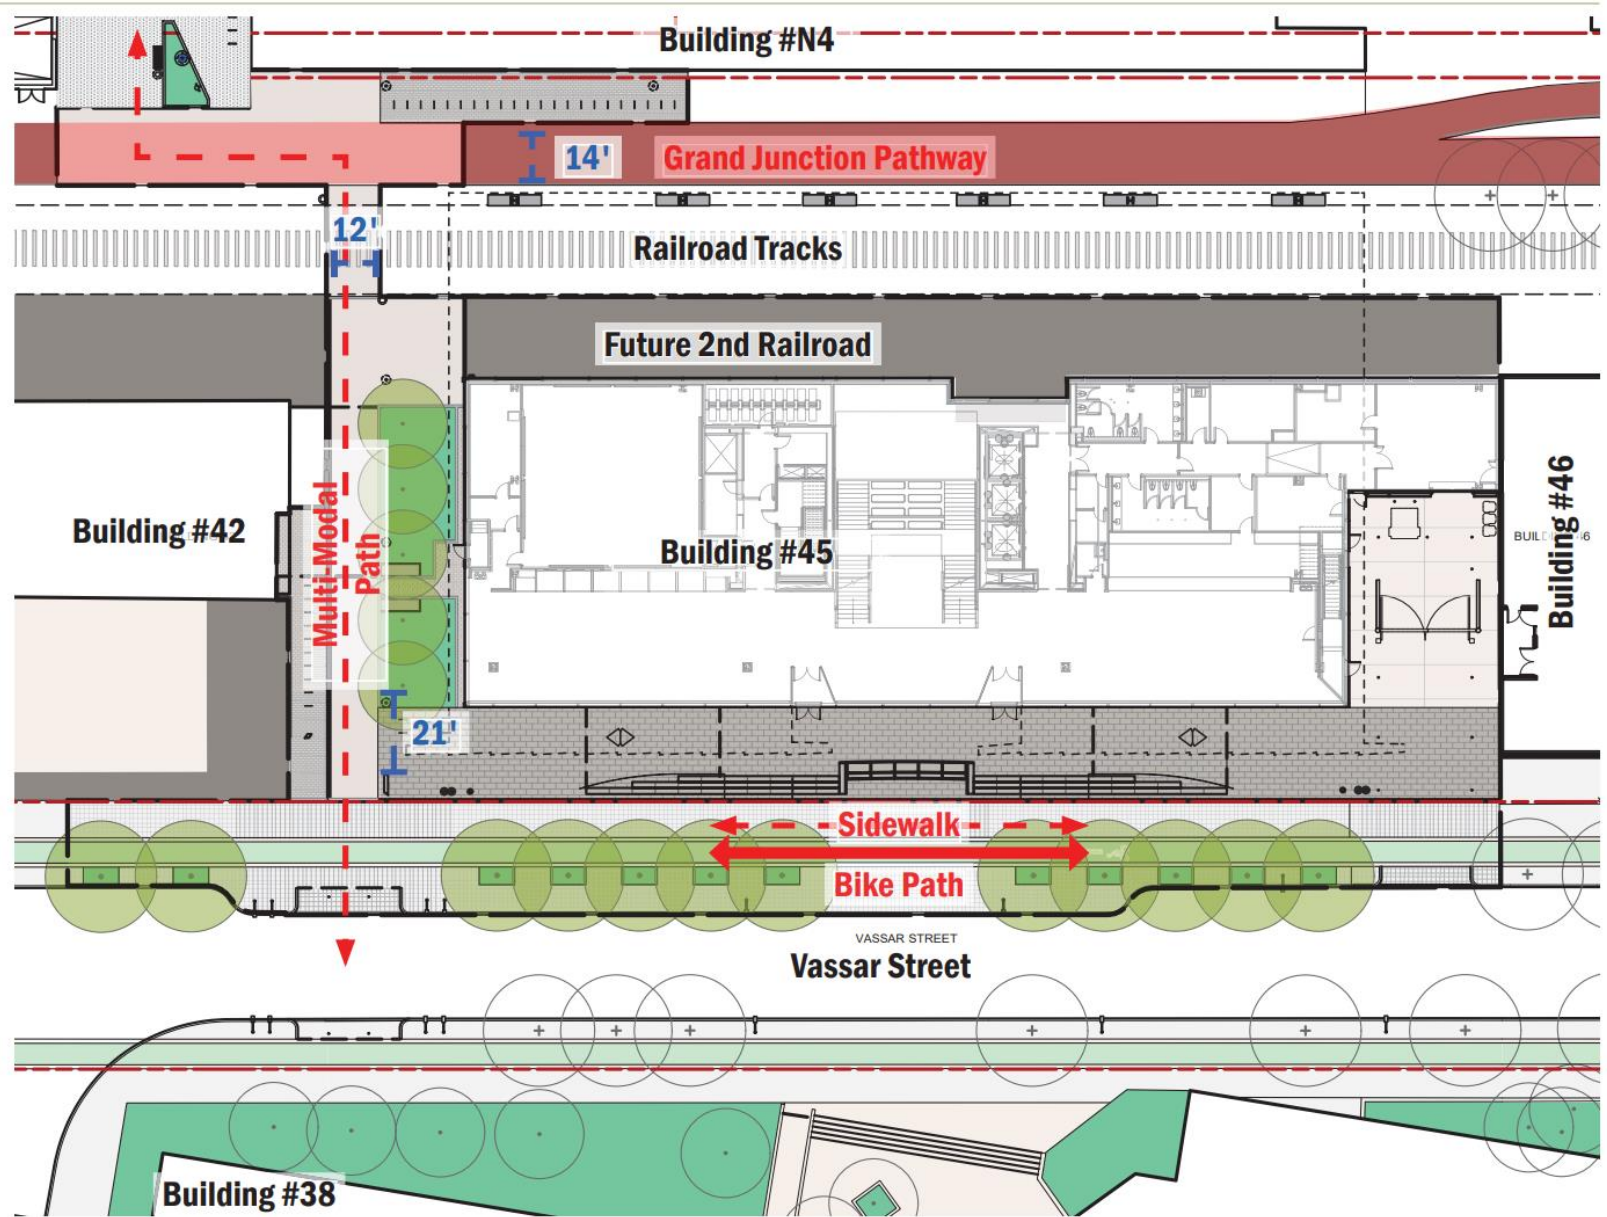 Building #N4
14'
Grand Junction Pathway
12'
Railroad Tracks
Future 2nd Railroad
Building #42
Multi-Modal
Path
Building #45
Building #46
21'
Sidewalk
Bike Path
VASSAR STREET
Vassar Street
Building #38